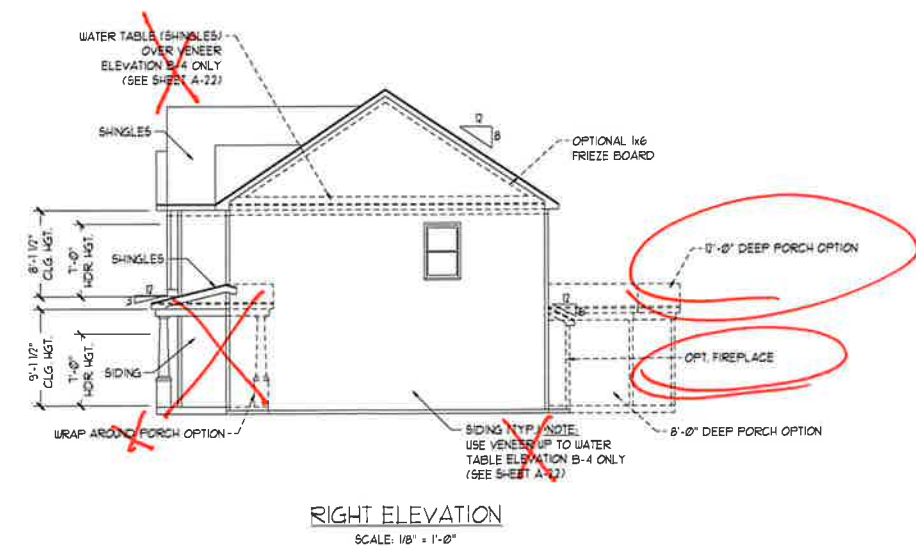 WATER TABLE (SHINGLES)
OVER VENEER
ELEVATION B-4 ONLY
(SEE SHEET A-22)
SHINGLES
12
8
OPTIONAL 1x6
FRIEZE BOARD
8'-1 1/2"
CLG. HGT.
7'-0"
HDR. HGT.
SHINGLES
12
3
12'-0" DEEP PORCH OPTION
12
9'-1 1/2"
CLG. HGT.
7'-0"
HDR. HGT.
SIDING
OPT. FIREPLACE
WRAP AROUND PORCH OPTION
SIDING (TYP.) NOTE:
USE VENEER UP TO WATER
TABLE ELEVATION B-4 ONLY
(SEE SHEET A-22)
8'-0" DEEP PORCH OPTION
RIGHT ELEVATION
SCALE: 1/8" = 1'-0"